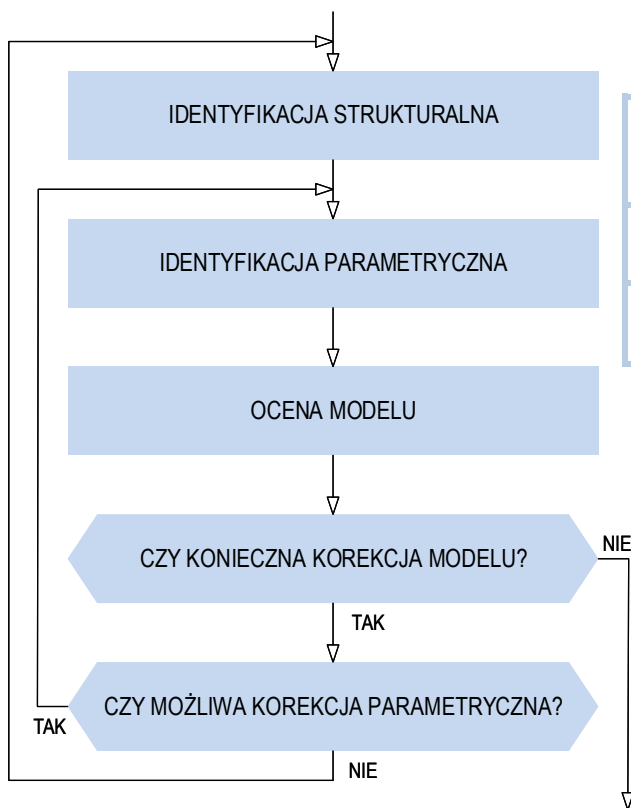 IDENTYFIKACJA STRUKTURALNA
IDENTYFIKACJA PARAMETRYCZNA
OCENA MODELU
CZY KONIECZNA KOREKCJA MODELU?
NIE
TAK
CZY MOŻLIWA KOREKCJA PARAMETRYCZNA?
TAK
NIE